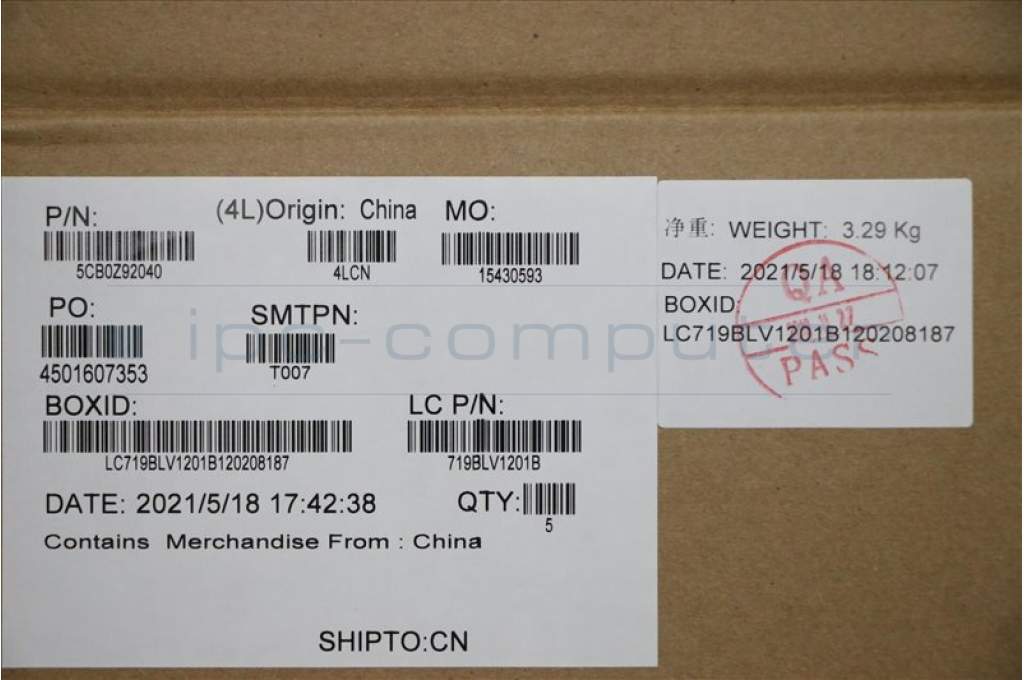 P/N: (4L)Origin: China MO:
5CB0Z92040 4LCN 15430593
PO: SMTPN:
4501607353 T007
BOXID: LC P/N:
LC719BLV1201B120208187 719BLV1201B
DATE: 2021/5/18 17:42:38 QTY:
5
Contains Merchandise From : China
SHIPTO:CN
净重: WEIGHT: 3.29 Kg
DATE: 2021/5/18 18:12:07
BOXID:
LC719BLV1201B120208187
QA
PASS